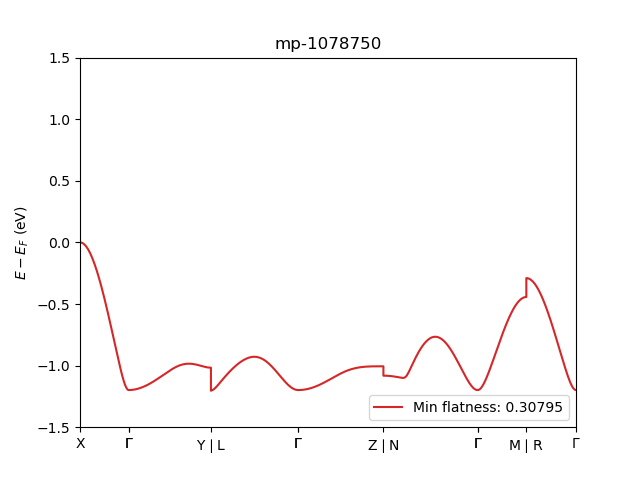 mp-1078750
E − E_F (eV)
1.5
1.0
0.5
0.0
−0.5
−1.0
−1.5
Min flatness: 0.30795
X Γ Y | L Γ Z | N Γ M | R Γ